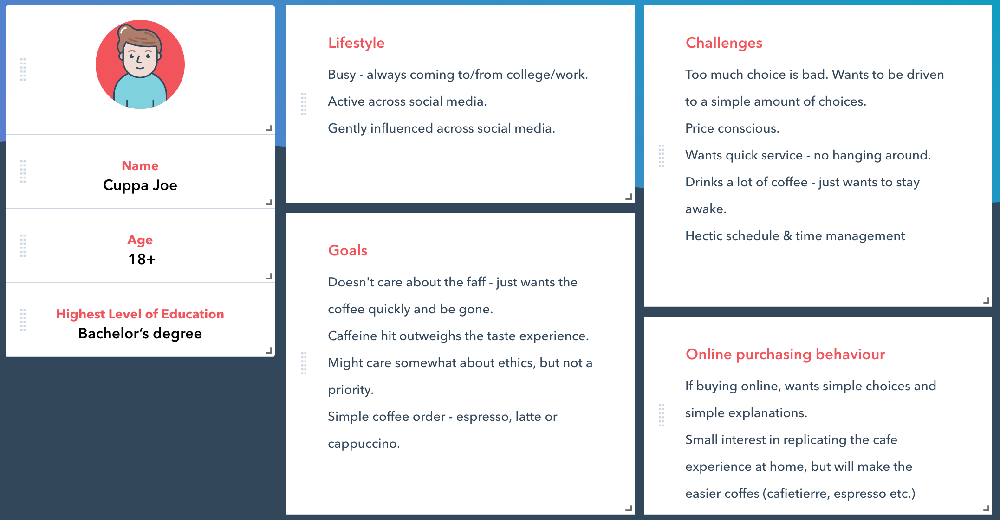 Name
Cuppa Joe
Age
18+
Highest Level of Education
Bachelor’s degree
Lifestyle
Busy - always coming to/from college/work.
Active across social media.
Gently influenced across social media.
Goals
Doesn't care about the faff - just wants the
coffee quickly and be gone.
Caffeine hit outweighs the taste experience.
Might care somewhat about ethics, but not a
priority.
Simple coffee order - espresso, latte or
cappuccino.
Challenges
Too much choice is bad. Wants to be driven
to a simple amount of choices.
Price conscious.
Wants quick service - no hanging around.
Drinks a lot of coffee - just wants to stay
awake.
Hectic schedule & time management
Online purchasing behaviour
If buying online, wants simple choices and
simple explanations.
Small interest in replicating the cafe
experience at home, but will make the
easier coffes (cafietierre, espresso etc.)